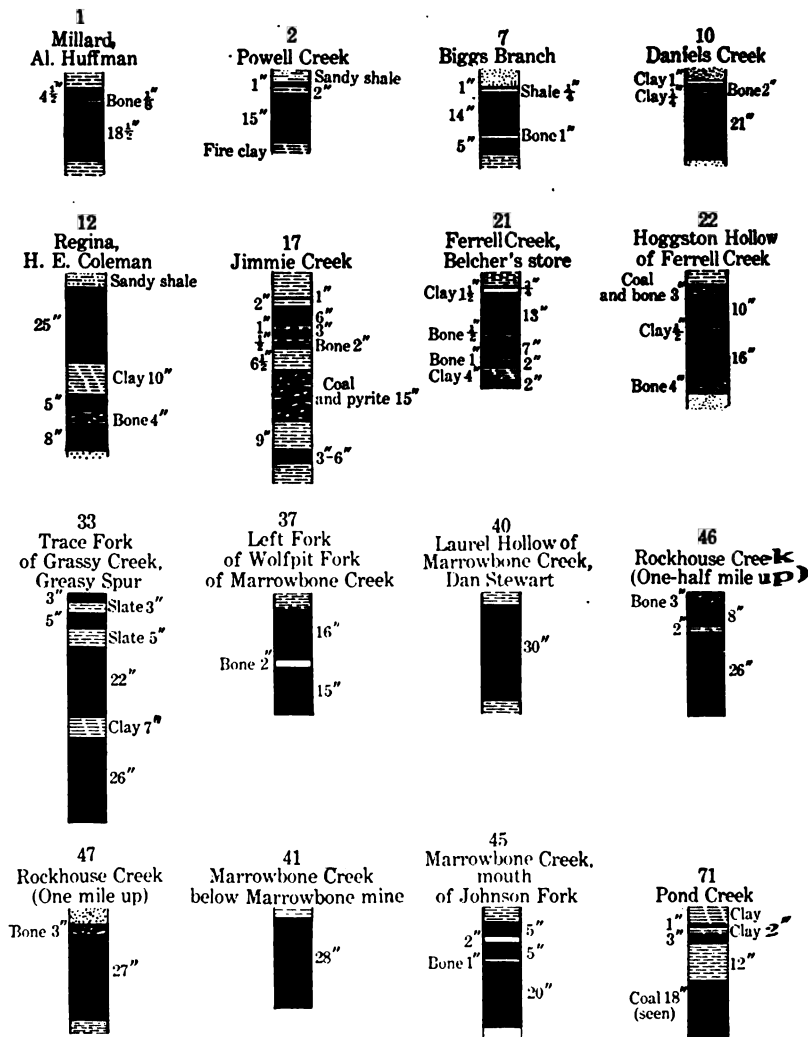 1
Millard,
Al. Huffman
4½"
Bone ⅛"
18½"
2
Powell Creek
Sandy shale
1"
2"
15"
Fire clay
7
Biggs Branch
1"
Shale ¼"
14"
Bone 1"
5"
10
Daniels Creek
Clay 1"
Bone 2"
Clay ¼"
21"
12
Regina,
H. E. Coleman
Sandy shale
25"
Clay 10"
5"
Bone 4"
8"
17
Jimmie Creek
2"
1"
6"
1"
3"
½"
Bone 2"
6½"
Coal
and pyrite 15"
9"
3"-6"
21
Ferrell Creek,
Belcher's store
Clay 1½"
¾"
13"
Bone ½"
7"
Bone 1"
2"
Clay 4"
2"
22
Hoggston Hollow
of Ferrell Creek
Coal
and bone 3"
10"
Clay ½"
16"
Bone 4"
33
Trace Fork
of Grassy Creek,
Greasy Spur
3"
Slate 3"
5"
Slate 5"
22"
Clay 7"
26"
37
Left Fork
of Wolfpit Fork
of Marrowbone Creek
16"
Bone 2"
15"
40
Laurel Hollow of
Marrowbone Creek,
Dan Stewart
30"
46
Rockhouse Creek
(One-half mile up)
Bone 3"
8"
2"
26"
47
Rockhouse Creek
(One mile up)
Bone 3"
27"
41
Marrowbone Creek
below Marrowbone mine
28"
45
Marrowbone Creek,
mouth
of Johnson Fork
5"
2"
5"
Bone 1"
20"
71
Pond Creek
Clay
1"
Clay 2"
3"
12"
Coal 18"
(seen)